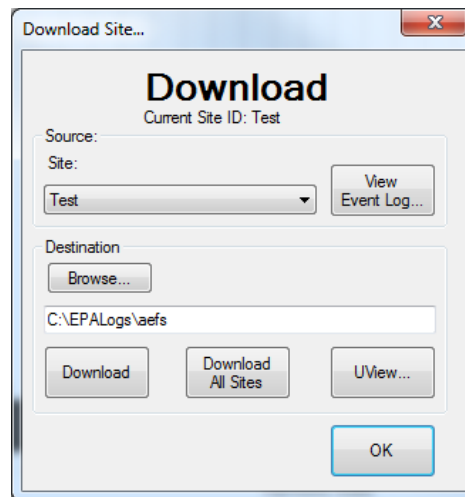 Download Site...
Download
Current Site ID: Test
Source:
Site:
Test
View
Event Log...
Destination
Browse...
C:\EPALogs\aefs
Download
Download
All Sites
UView...
OK